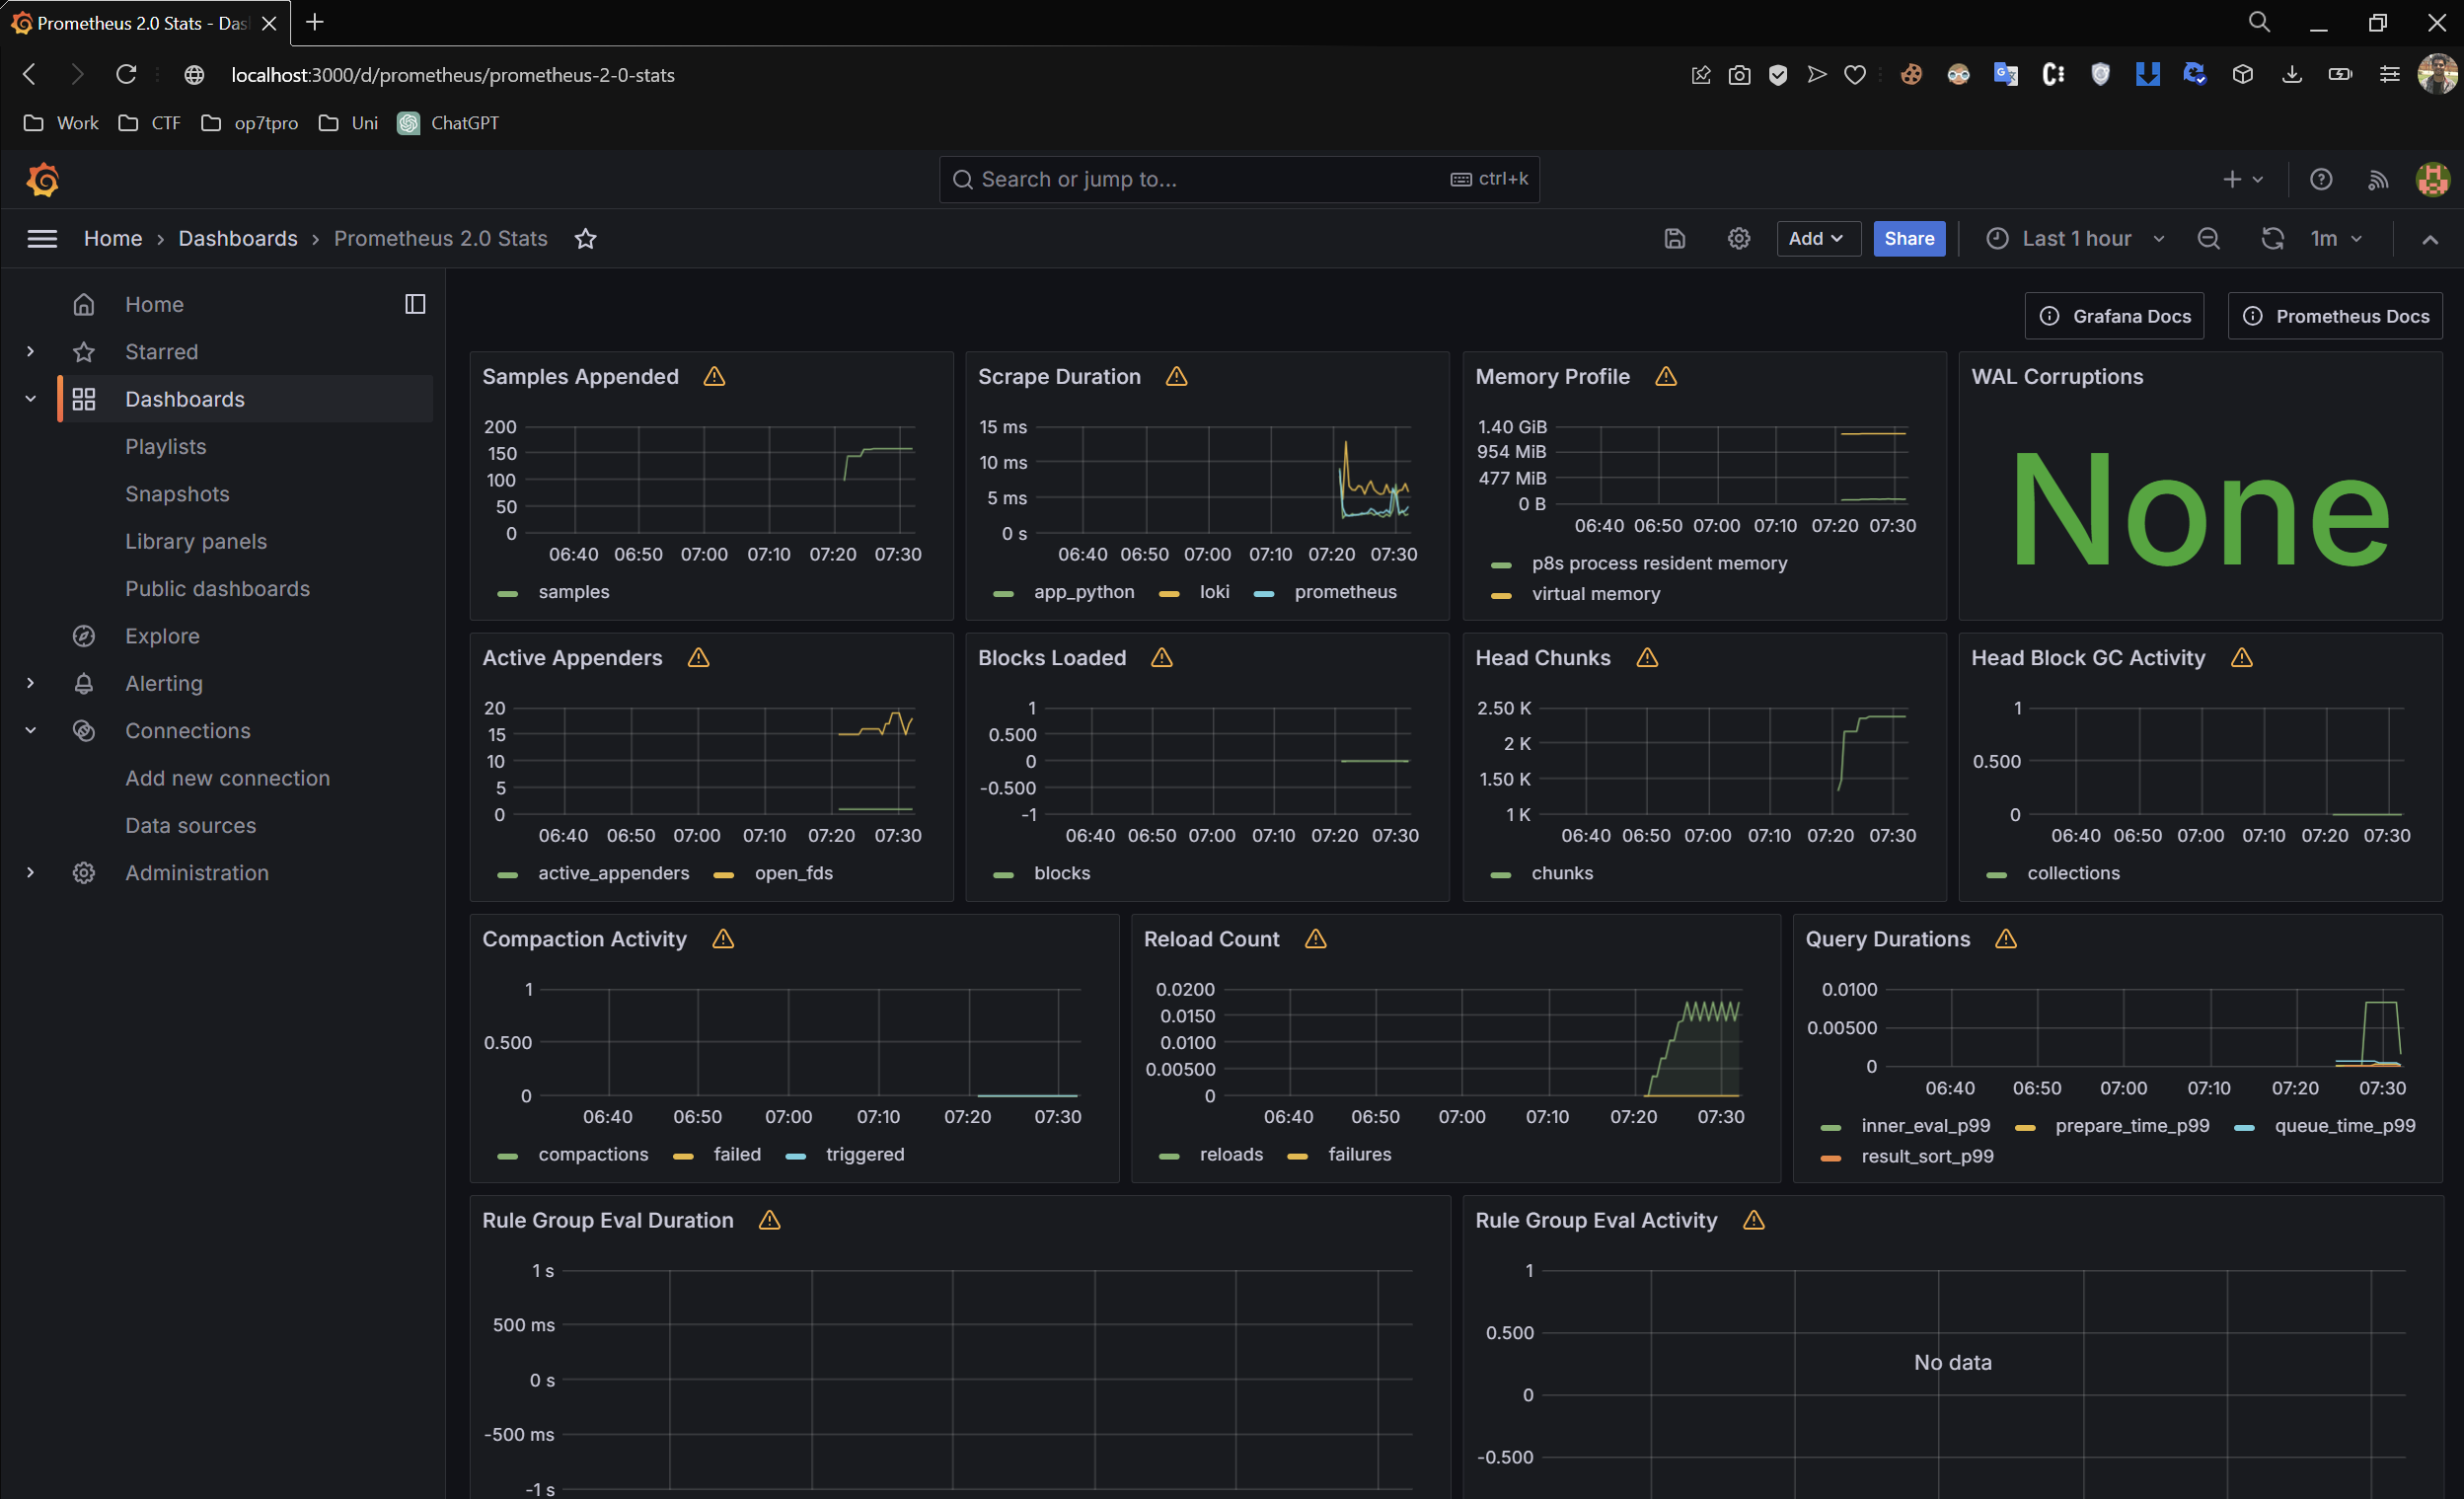 Prometheus 2.0 Stats - Das
localhost:3000/d/prometheus/prometheus-2-0-stats
Work CTF op7tpro Uni ChatGPT
Search or jump to... ctrl+k
Home › Dashboards › Prometheus 2.0 Stats Add Share Last 1 hour 1m
Home
Starred
Dashboards
Playlists
Snapshots
Library panels
Public dashboards
Explore
Alerting
Connections
Add new connection
Data sources
Administration
Grafana Docs Prometheus Docs
Samples Appended
200
150
100
50
0
06:40 06:50 07:00 07:10 07:20 07:30
samples
Scrape Duration
15 ms
10 ms
5 ms
0 s
06:40 06:50 07:00 07:10 07:20 07:30
app_python loki prometheus
Memory Profile
1.40 GiB
954 MiB
477 MiB
0 B
06:40 06:50 07:00 07:10 07:20 07:30
p8s process resident memory
virtual memory
WAL Corruptions
None
Active Appenders
20
15
10
5
0
06:40 06:50 07:00 07:10 07:20 07:30
active_appenders open_fds
Blocks Loaded
1
0.500
0
-0.500
-1
06:40 06:50 07:00 07:10 07:20 07:30
blocks
Head Chunks
2.50 K
2 K
1.50 K
1 K
06:40 06:50 07:00 07:10 07:20 07:30
chunks
Head Block GC Activity
1
0.500
0
06:40 06:50 07:00 07:10 07:20 07:30
collections
Compaction Activity
1
0.500
0
06:40 06:50 07:00 07:10 07:20 07:30
compactions failed triggered
Reload Count
0.0200
0.0150
0.0100
0.00500
0
06:40 06:50 07:00 07:10 07:20 07:30
reloads failures
Query Durations
0.0100
0.00500
0
06:40 06:50 07:00 07:10 07:20 07:30
inner_eval_p99 prepare_time_p99 queue_time_p99
result_sort_p99
Rule Group Eval Duration
1 s
500 ms
0 s
-500 ms
-1 s
Rule Group Eval Activity
1
0.500
No data
0
-0.500